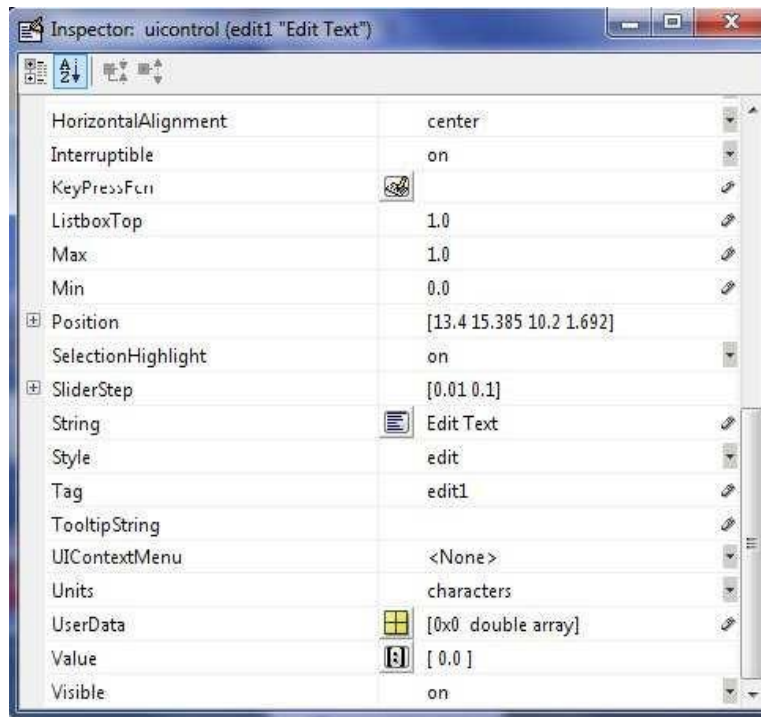 Inspector: uicontrol (edit1 "Edit Text")
HorizontalAlignment center
Interruptible on
KeyPressFcn
ListboxTop 1.0
Max 1.0
Min 0.0
Position [13.4 15.385 10.2 1.692]
SelectionHighlight on
SliderStep [0.01 0.1]
String Edit Text
Style edit
Tag edit1
TooltipString
UIContextMenu <None>
Units characters
UserData [0x0 double array]
Value [ 0.0 ]
Visible on